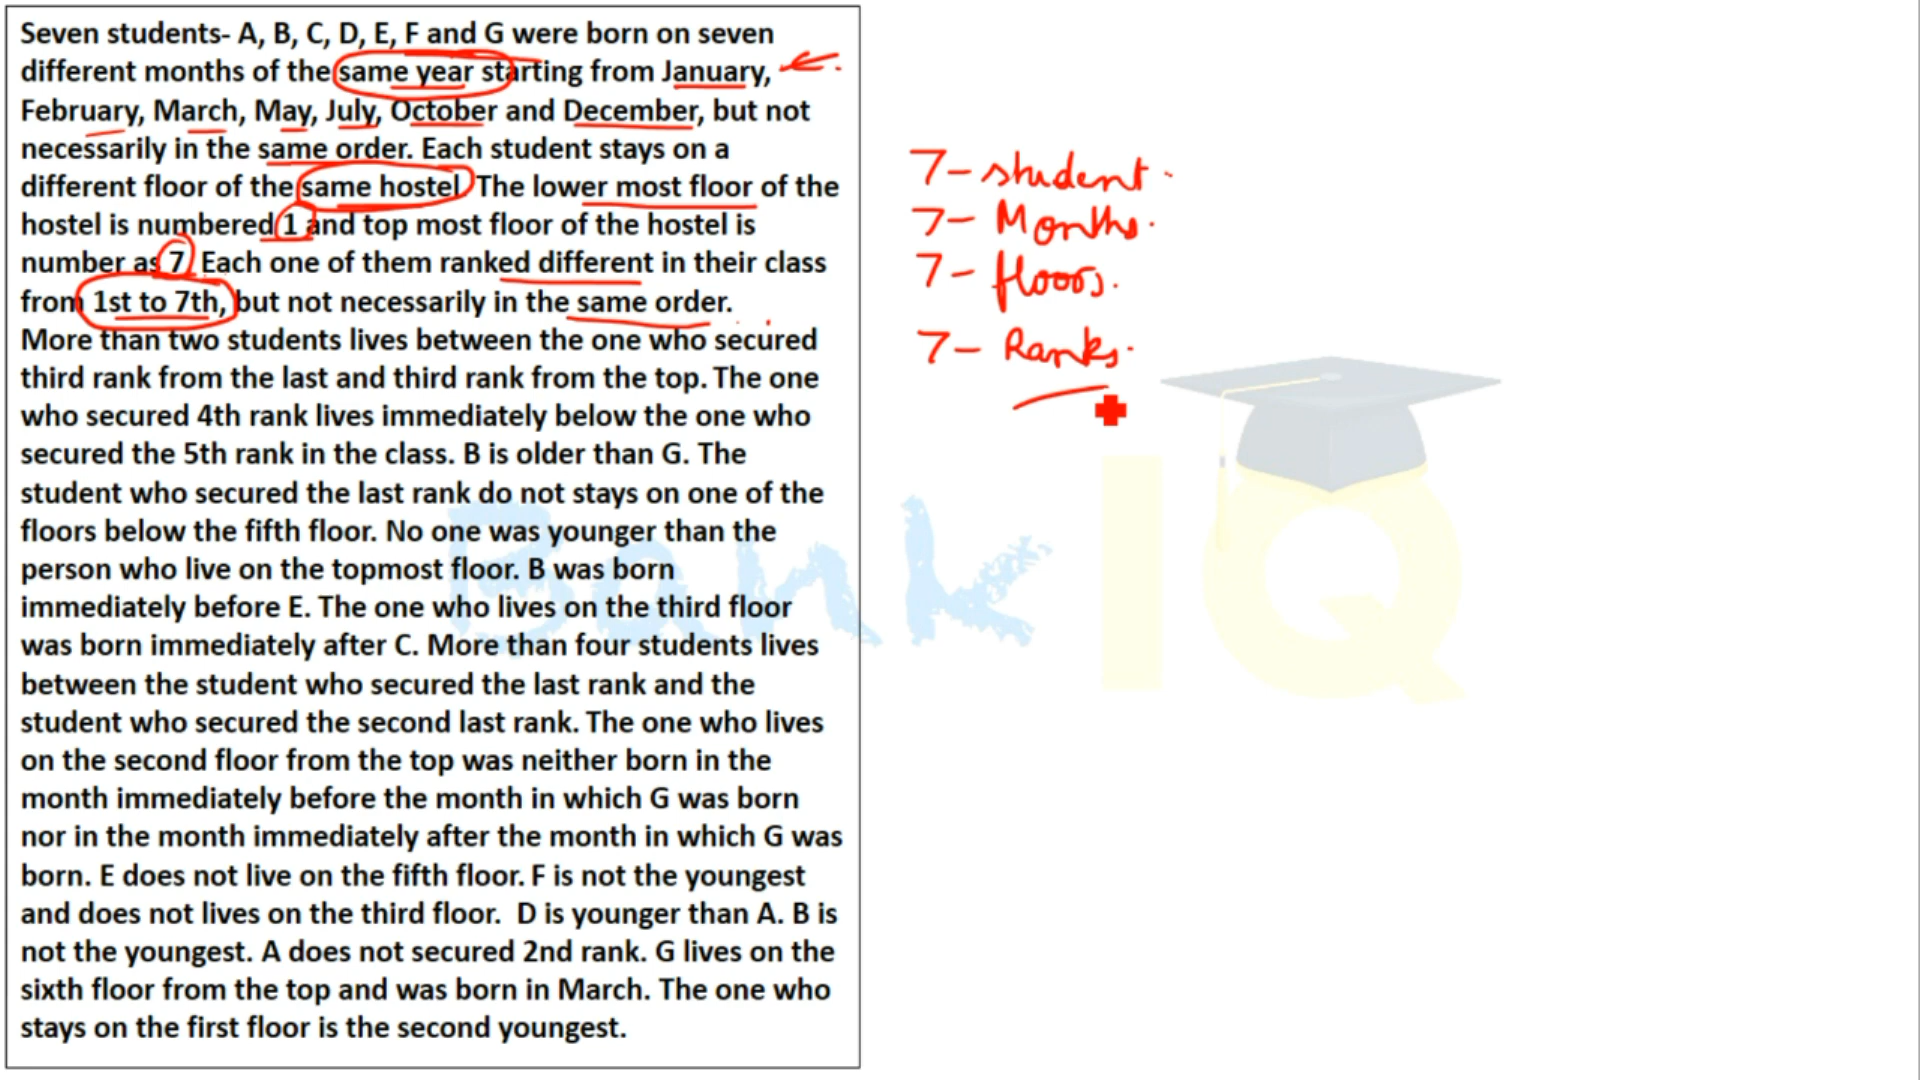 Seven students- A, B, C, D, E, F and G were born on seven
different months of the same year starting from January,
February, March, May, July, October and December, but not
necessarily in the same order. Each student stays on a
different floor of the same hostel. The lower most floor of the
hostel is numbered 1 and top most floor of the hostel is
number as 7. Each one of them ranked different in their class
from 1st to 7th, but not necessarily in the same order.
More than two students lives between the one who secured
third rank from the last and third rank from the top. The one
who secured 4th rank lives immediately below the one who
secured the 5th rank in the class. B is older than G. The
student who secured the last rank do not stays on one of the
floors below the fifth floor. No one was younger than the
person who live on the topmost floor. B was born
immediately before E. The one who lives on the third floor
was born immediately after C. More than four students lives
between the student who secured the last rank and the
student who secured the second last rank. The one who lives
on the second floor from the top was neither born in the
month immediately before the month in which G was born
nor in the month immediately after the month in which G was
born. E does not live on the fifth floor. F is not the youngest
and does not lives on the third floor.  D is younger than A. B is
not the youngest. A does not secured 2nd rank. G lives on the
sixth floor from the top and was born in March. The one who
stays on the first floor is the second youngest.
7- student.
7- Months.
7- floors.
7- Ranks.
Bank IQ